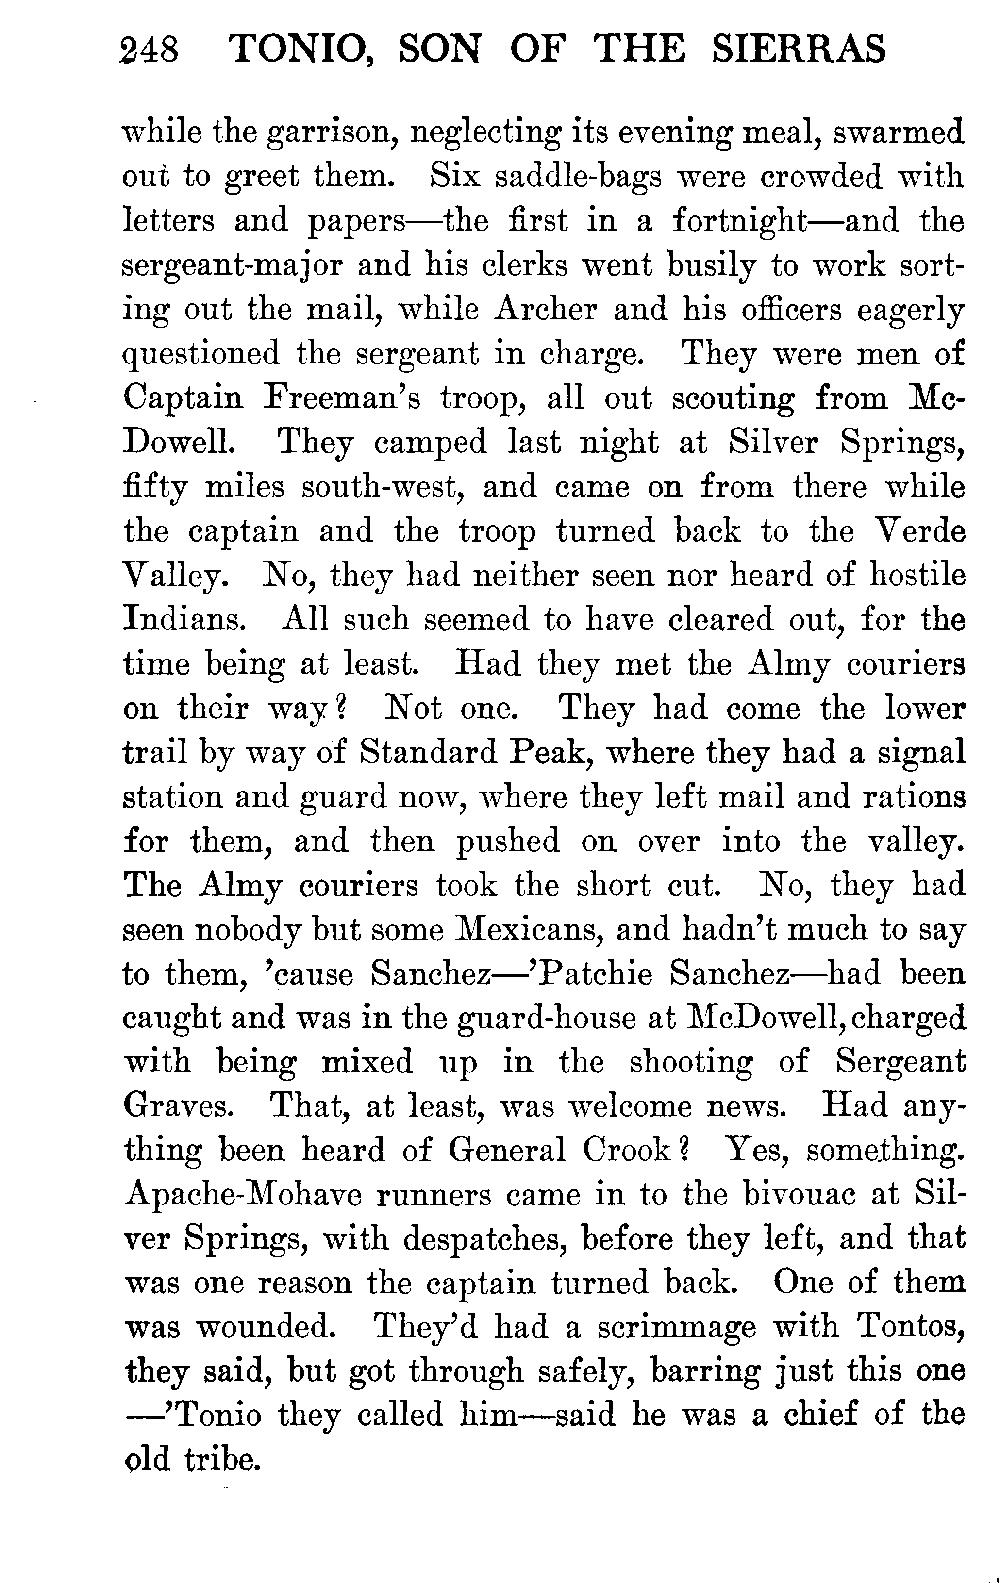 248 TONIO, SON OF THE SIERRAS
while the garrison, neglecting its evening meal, swarmed
out to greet them. Six saddle-bags were crowded with
letters and papers—the first in a fortnight—and the
sergeant-major and his clerks went busily to work sort-
ing out the mail, while Archer and his officers eagerly
questioned the sergeant in charge. They were men of
Captain Freeman's troop, all out scouting from Mc-
Dowell. They camped last night at Silver Springs,
fifty miles south-west, and came on from there while
the captain and the troop turned back to the Verde
Valley. No, they had neither seen nor heard of hostile
Indians. All such seemed to have cleared out, for the
time being at least. Had they met the Almy couriers
on their way? Not one. They had come the lower
trail by way of Standard Peak, where they had a signal
station and guard now, where they left mail and rations
for them, and then pushed on over into the valley.
The Almy couriers took the short cut. No, they had
seen nobody but some Mexicans, and hadn't much to say
to them, 'cause Sanchez—'Patchie Sanchez—had been
caught and was in the guard-house at McDowell, charged
with being mixed up in the shooting of Sergeant
Graves. That, at least, was welcome news. Had any-
thing been heard of General Crook? Yes, something.
Apache-Mohave runners came in to the bivouac at Sil-
ver Springs, with despatches, before they left, and that
was one reason the captain turned back. One of them
was wounded. They'd had a scrimmage with Tontos,
they said, but got through safely, barring just this one
—'Tonio they called him—said he was a chief of the
old tribe.